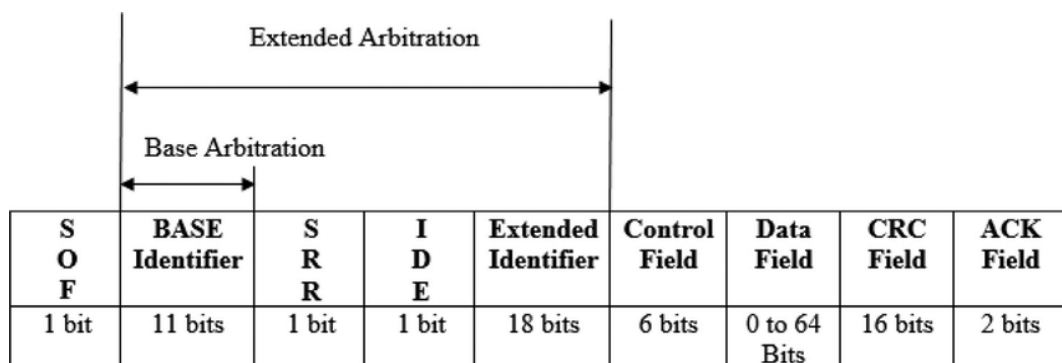 Extended Arbitration
Base Arbitration
S BASE S I Extended Control Data CRC ACK
O Identifier R D Identifier Field Field Field Field
F R E
1 bit 11 bits 1 bit 1 bit 18 bits 6 bits 0 to 64 16 bits 2 bits
Bits